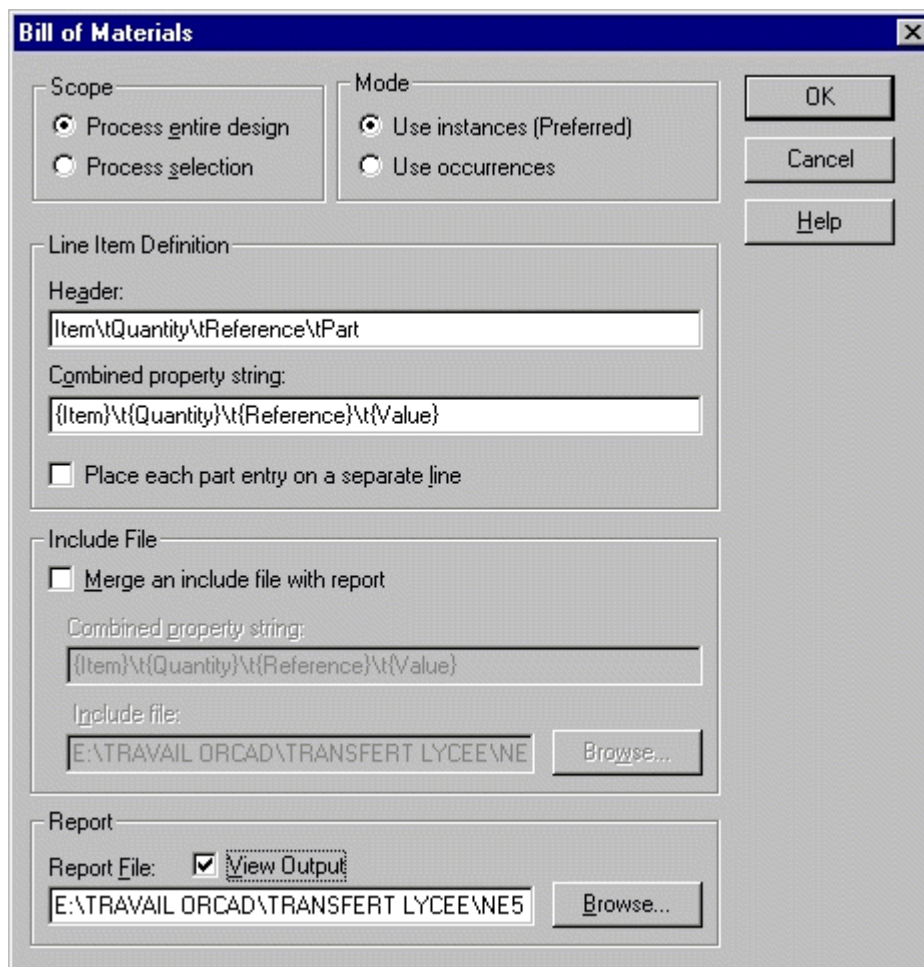 Bill of Materials
Scope
Process entire design
Process selection
Mode
Use instances (Preferred)
Use occurrences
OK
Cancel
Help
Line Item Definition
Header:
Item\tQuantity\tReference\tPart
Combined property string:
{Item}\t{Quantity}\t{Reference}\t{Value}
Place each part entry on a separate line
Include File
Merge an include file with report
Combined property string:
{Item}\t{Quantity}\t{Reference}\t{Value}
Include file:
E:\TRAVAIL ORCAD\TRANSFERT LYCEE\NE
Browse...
Report
Report File:
View Output
E:\TRAVAIL ORCAD\TRANSFERT LYCEE\NE5
Browse...